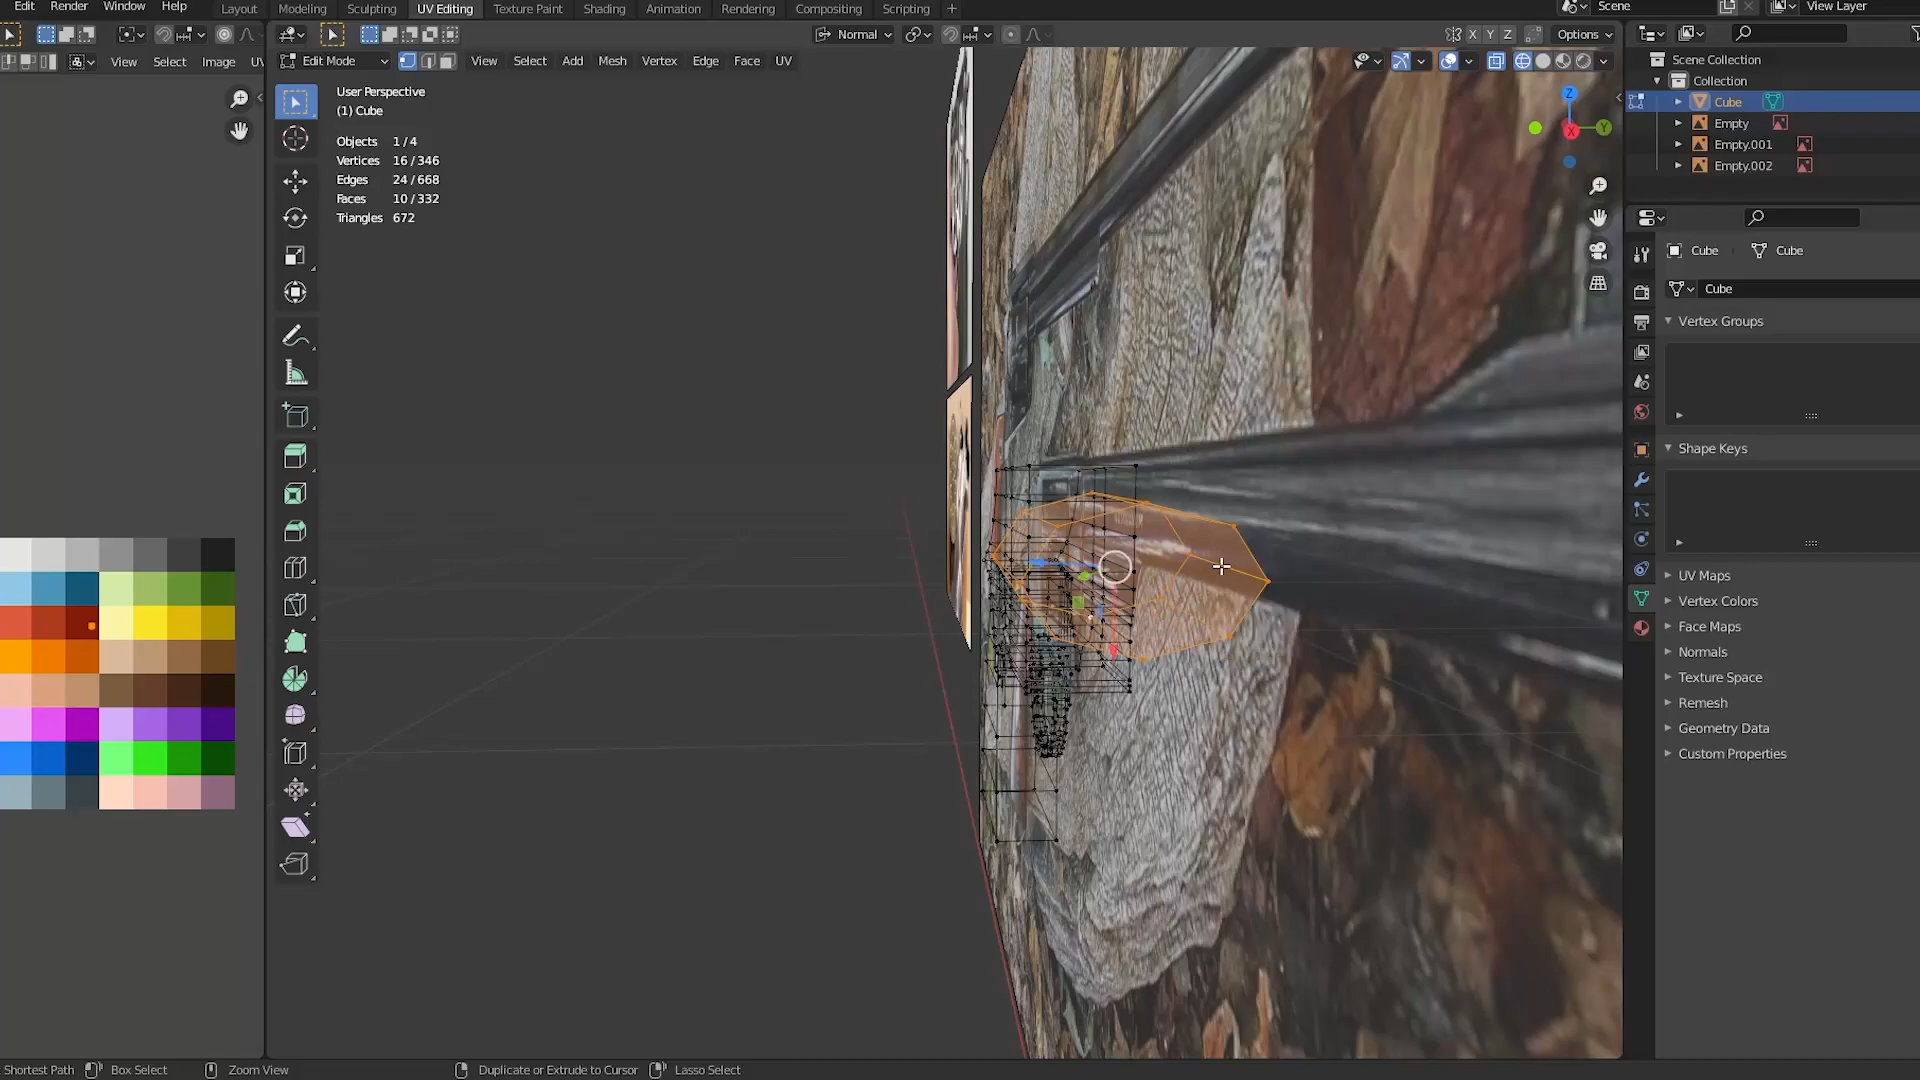 Edit Render Window Help Layout Modeling Sculpting UV Editing Texture Paint Shading Animation Rendering Compositing Scripting + Scene View Layer
Normal X Y Z Options
View Select Image UV Edit Mode View Select Add Mesh Vertex Edge Face UV
User Perspective
(1) Cube
Objects 1 / 4
Vertices 16 / 346
Edges 24 / 668
Faces 10 / 332
Triangles 672
Z
X
Y
Scene Collection
Collection
Cube
Empty
Empty.001
Empty.002
Cube Cube
Cube
Vertex Groups
Shape Keys
UV Maps
Vertex Colors
Face Maps
Normals
Texture Space
Remesh
Geometry Data
Custom Properties
Shortest Path Box Select Zoom View Duplicate or Extrude to Cursor Lasso Select